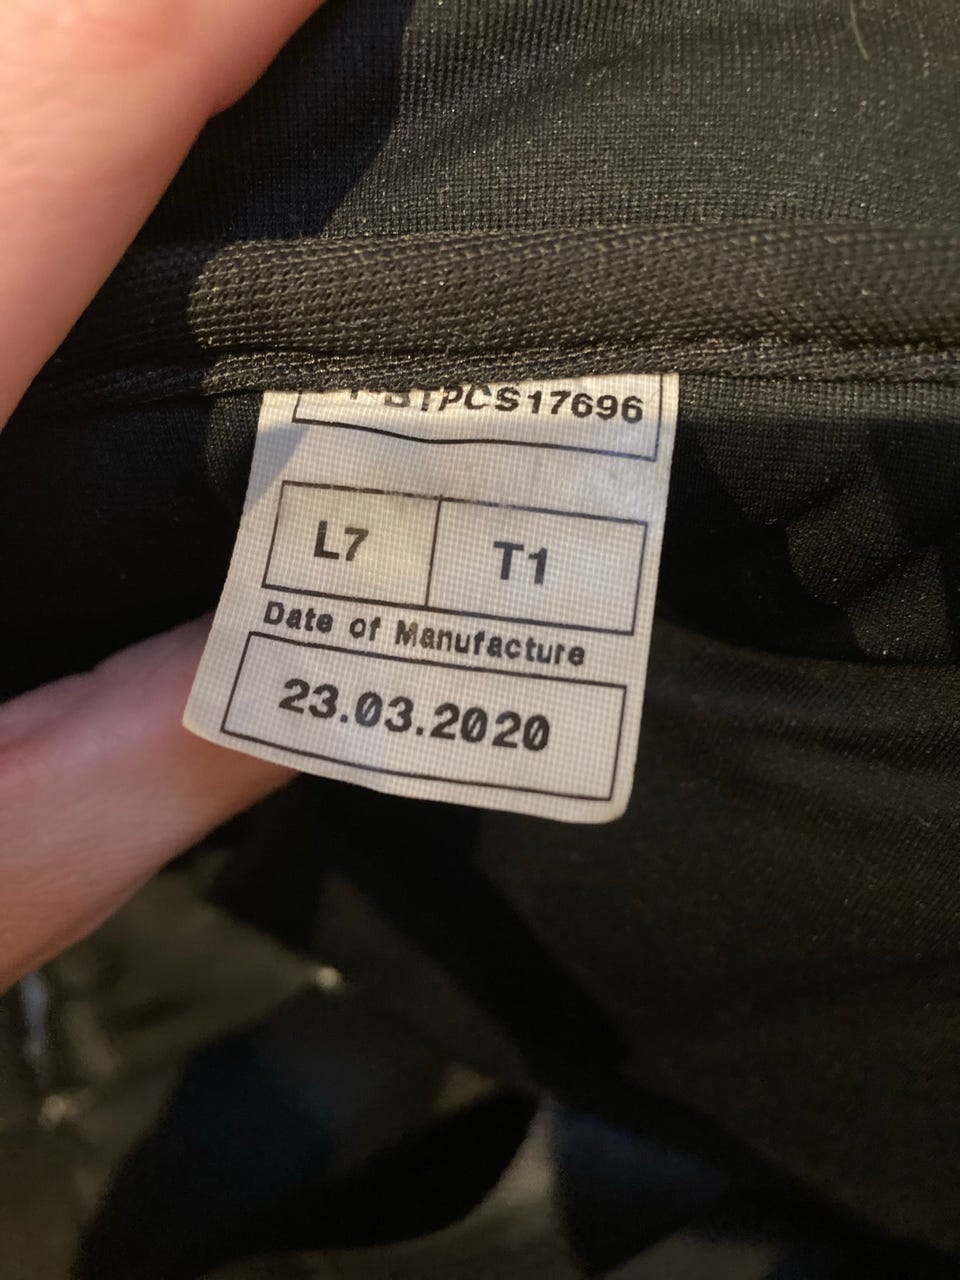 BTPCS17696
L7 T1
Date of Manufacture
23.03.2020